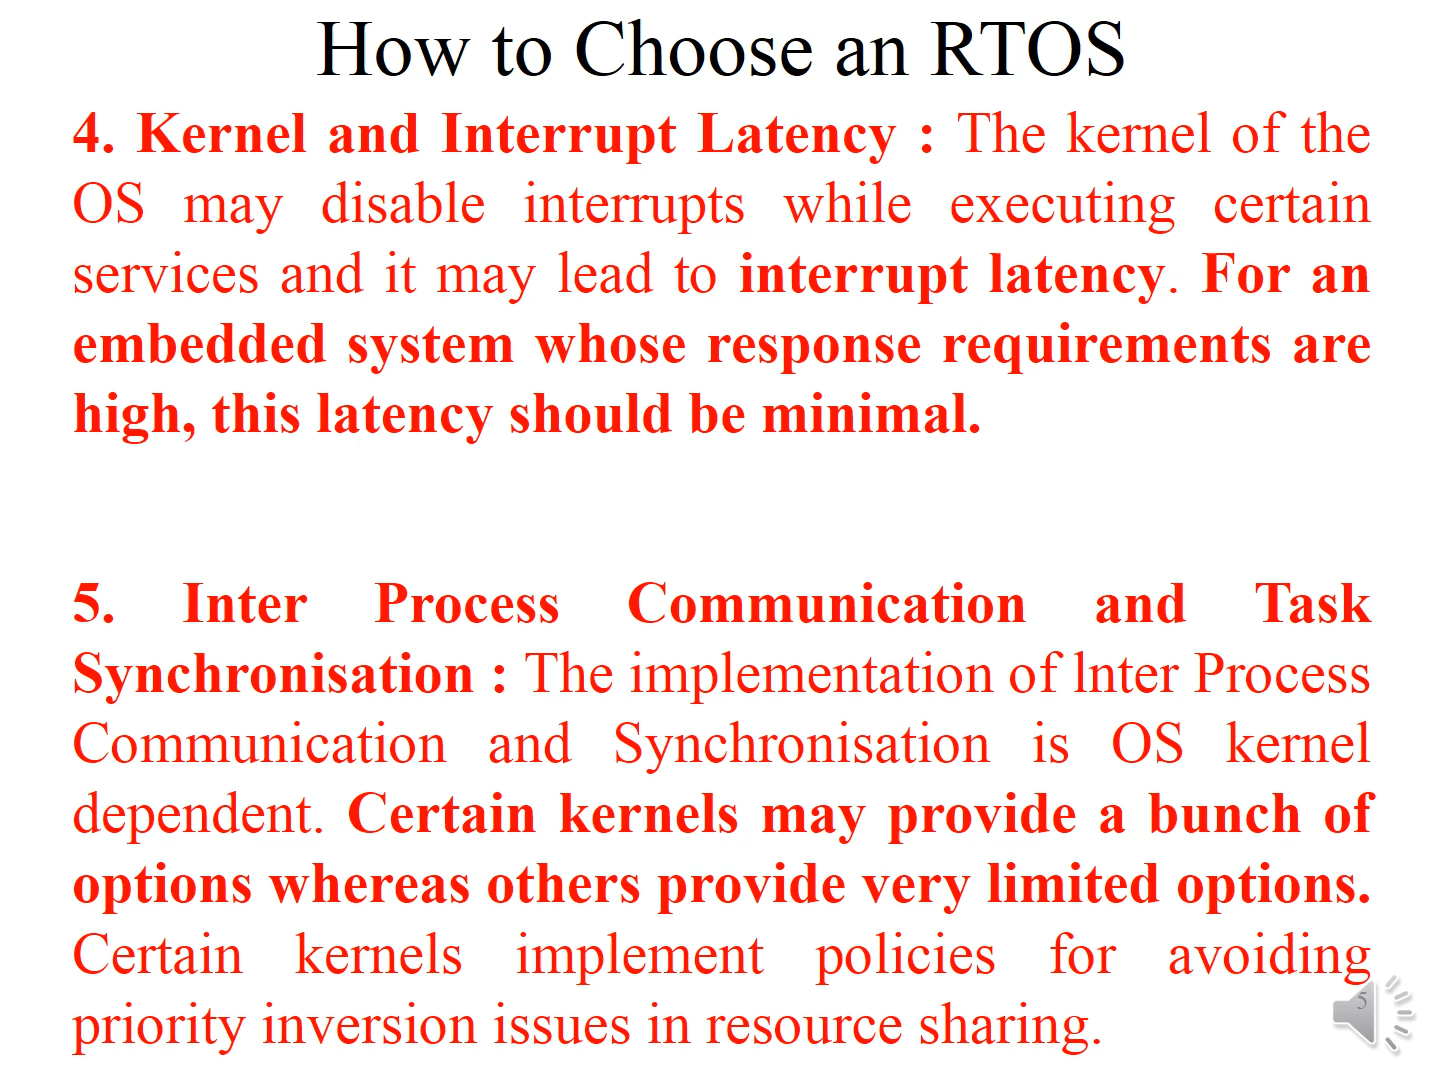 How to Choose an RTOS
4. Kernel and Interrupt Latency : The kernel of the
OS may disable interrupts while executing certain
services and it may lead to interrupt latency. For an
embedded system whose response requirements are
high, this latency should be minimal.
5. Inter Process Communication and Task
Synchronisation : The implementation of lnter Process
Communication and Synchronisation is OS kernel
dependent. Certain kernels may provide a bunch of
options whereas others provide very limited options.
Certain kernels implement policies for avoiding
priority inversion issues in resource sharing.
5